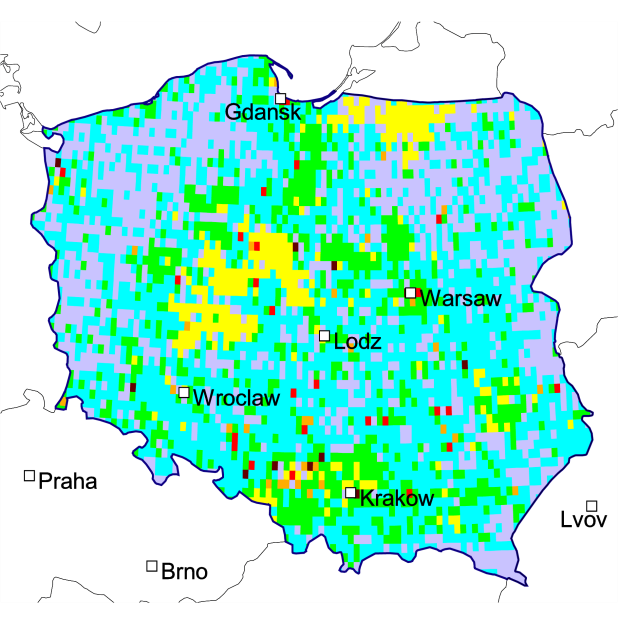 Gdansk
Warsaw
Lodz
Wroclaw
Praha
Krakow
Lvov
Brno